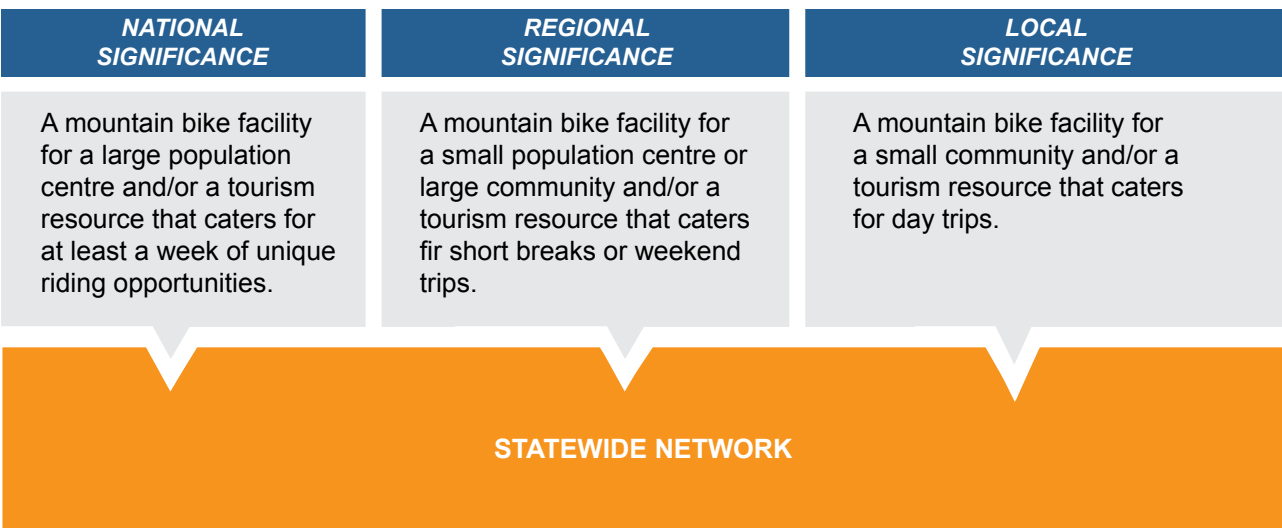 NATIONAL
SIGNIFICANCE
A mountain bike facility
for a large population
centre and/or a tourism
resource that caters for
at least a week of unique
riding opportunities.
REGIONAL
SIGNIFICANCE
A mountain bike facility for
a small population centre or
large community and/or a
tourism resource that caters
fir short breaks or weekend
trips.
LOCAL
SIGNIFICANCE
A mountain bike facility for
a small community and/or a
tourism resource that caters
for day trips.
STATEWIDE NETWORK